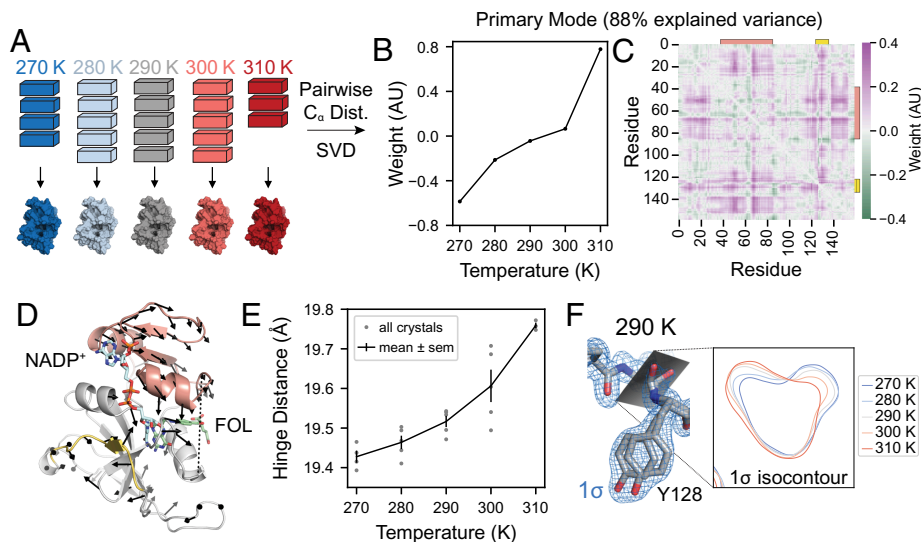 A
270 K 280 K 290 K 300 K 310 K
Pairwise
Cα Dist.
SVD
Primary Mode (88% explained variance)
B
Weight (AU)
0.8
0.4
0.0
−0.4
−0.8
270 280 290 300 310
Temperature (K)
C
Residue
0
20
40
60
80
100
120
140
0 20 40 60 80 100 120 140
Residue
0.4
0.2
0.0
−0.2
−0.4
Weight (AU)
D
NADP+
FOL
E
Hinge Distance (Å)
19.8
19.7
19.6
19.5
19.4
all crystals
mean ± sem
270 280 290 300 310
Temperature (K)
F
290 K
1σ
Y128
1σ isocontour
270 K
280 K
290 K
300 K
310 K